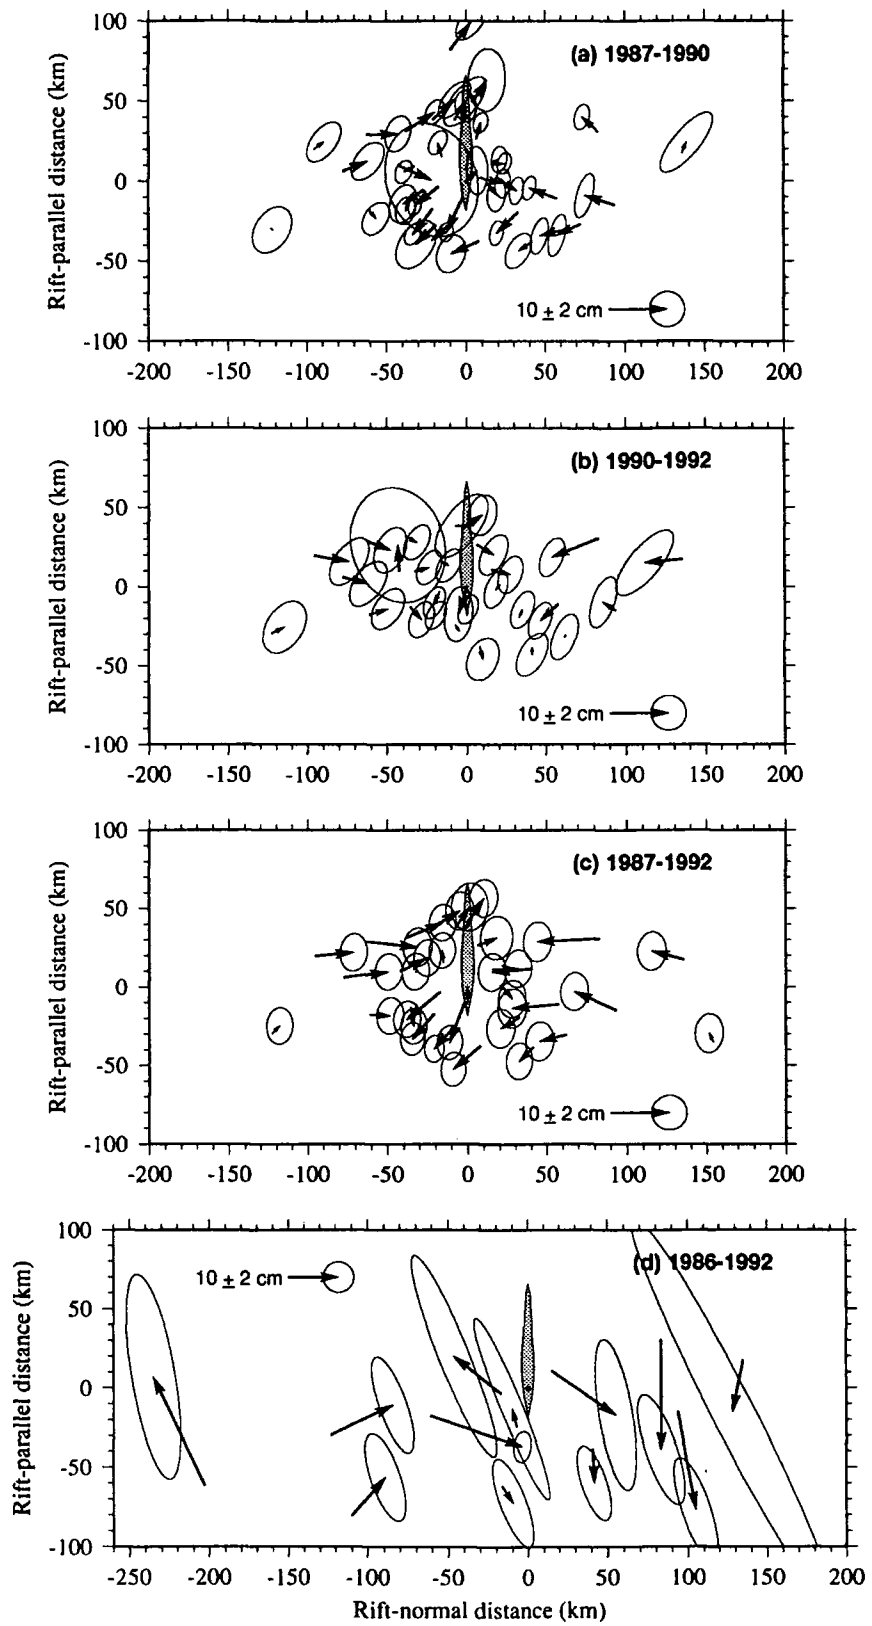 100
(a) 1987-1990
50
Rift-parallel distance (km)
0
-50
10 ± 2 cm
-100
-200 -150 -100 -50 0 50 100 150 200
100
(b) 1990-1992
50
Rift-parallel distance (km)
0
-50
10 ± 2 cm
-100
-200 -150 -100 -50 0 50 100 150 200
100
(c) 1987-1992
50
Rift-parallel distance (km)
0
-50
10 ± 2 cm
-100
-200 -150 -100 -50 0 50 100 150 200
100
10 ± 2 cm
(d) 1986-1992
50
Rift-parallel distance (km)
0
-50
-100
-250 -200 -150 -100 -50 0 50 100 150 200
Rift-normal distance (km)